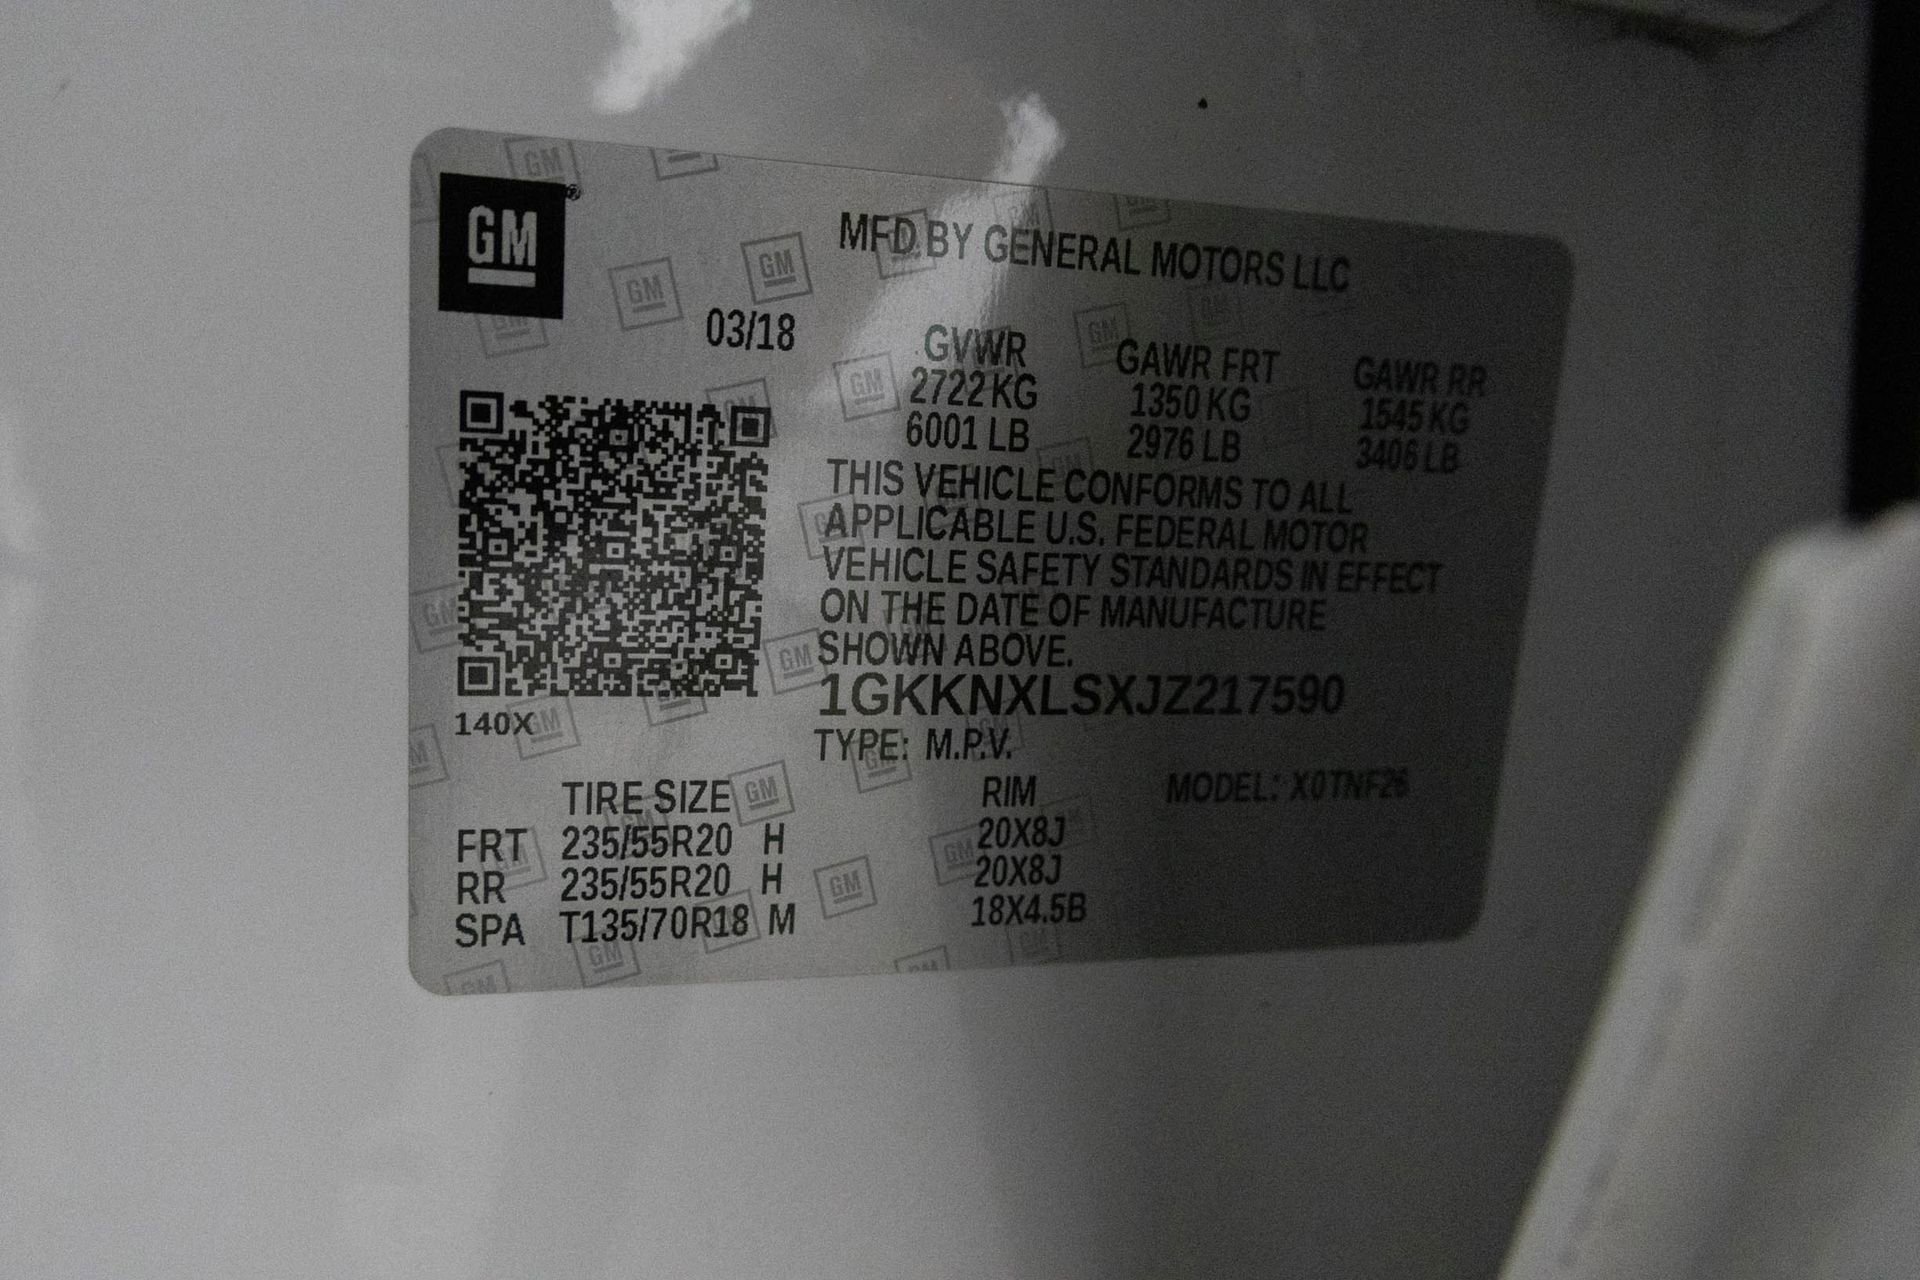 GM®
MFD BY GENERAL MOTORS LLC
03/18
GVWR GAWR FRT GAWR RR
2722 KG 1350 KG 1545 KG
6001 LB 2976 LB 3406 LB
THIS VEHICLE CONFORMS TO ALL
APPLICABLE U.S. FEDERAL MOTOR
VEHICLE SAFETY STANDARDS IN EFFECT
ON THE DATE OF MANUFACTURE
SHOWN ABOVE.
1GKKNXLSXJZ217590
140X
TYPE: M.P.V.
TIRE SIZE RIM MODEL: X0TNF26
FRT 235/55R20 H 20X8J
RR 235/55R20 H 20X8J
SPA T135/70R18 M 18X4.5B